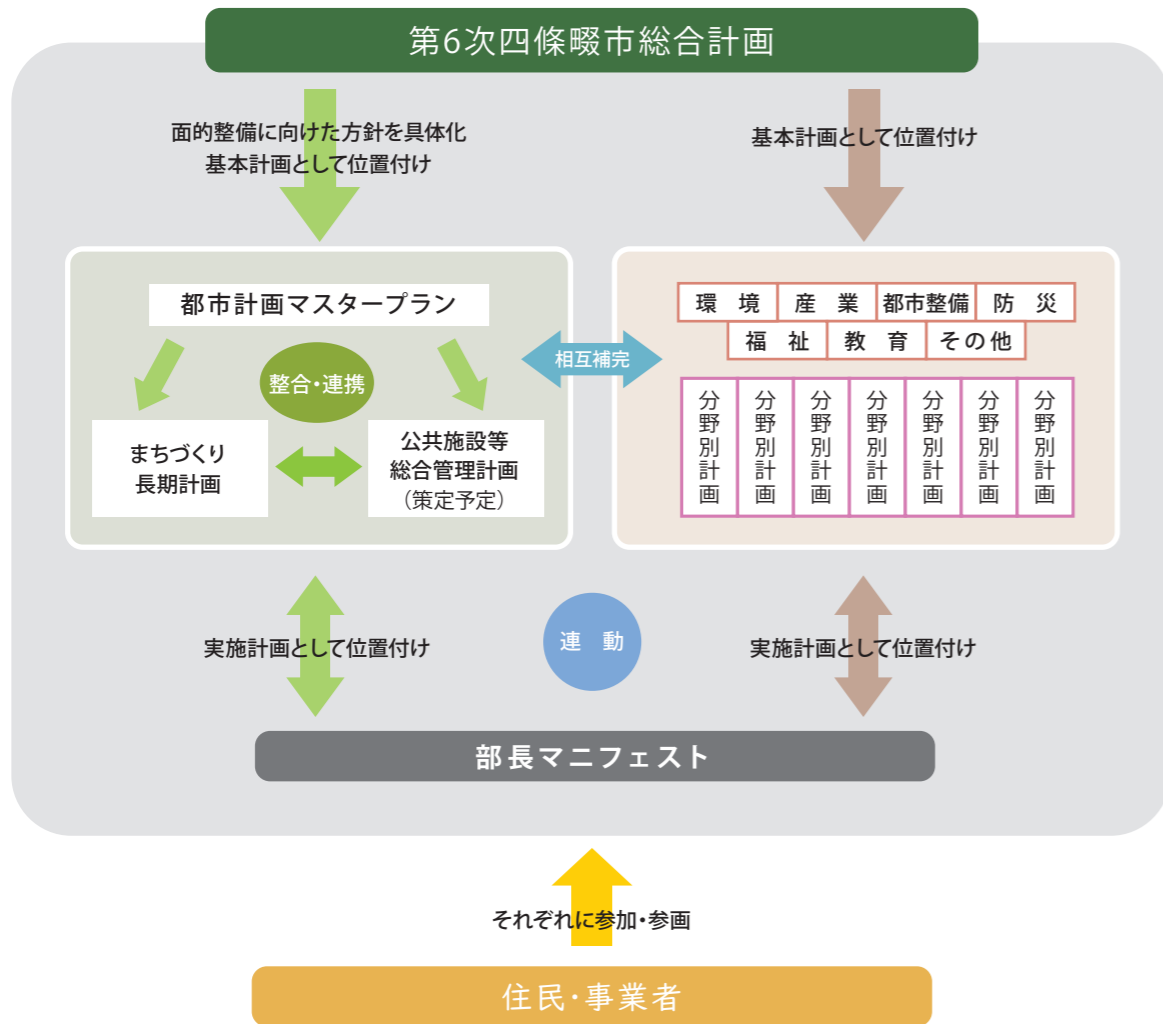 第6次四條畷市総合計画
面的整備に向けた方針を具体化
基本計画として位置付け
基本計画として位置付け
都市計画マスタープラン
整合・連携
まちづくり
長期計画
公共施設等
総合管理計画
（策定予定）
相互補完
環　境
産　業
都市整備
防　災
福　祉
教　育
その他
分野別計画
分野別計画
分野別計画
分野別計画
分野別計画
分野別計画
分野別計画
実施計画として位置付け
連　動
実施計画として位置付け
部長マニフェスト
それぞれに参加・参画
住民・事業者